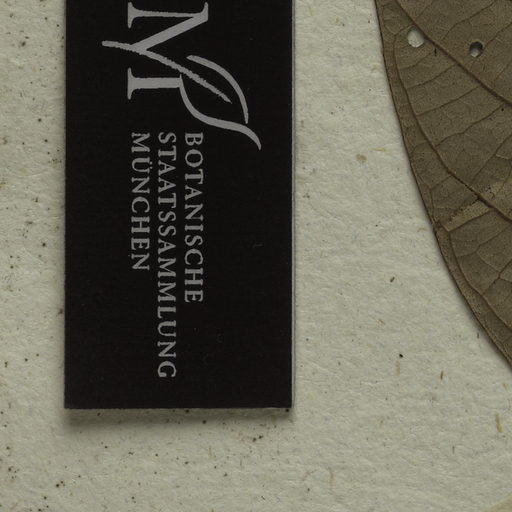 M
BOTANISCHE
STAATSSAMMLUNG
MÜNCHEN